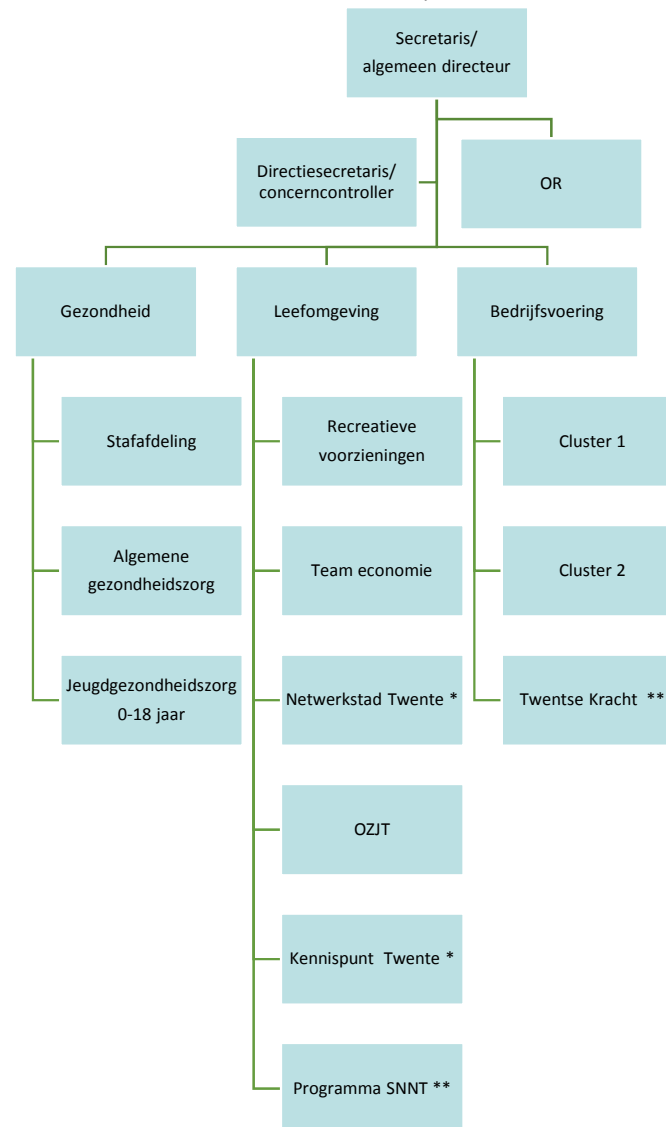 Secretaris/
algemeen directeur
Directiesecretaris/
concerncontroller
OR
Gezondheid
Leefomgeving
Bedrijfsvoering
Stafafdeling
Recreatieve
voorzieningen
Cluster 1
Algemene
gezondheidszorg
Team economie
Cluster 2
Jeugdgezondheidszorg
0-18 jaar
Netwerkstad Twente *
Twentse Kracht **
OZJT
Kennispunt Twente *
Programma SNNT **